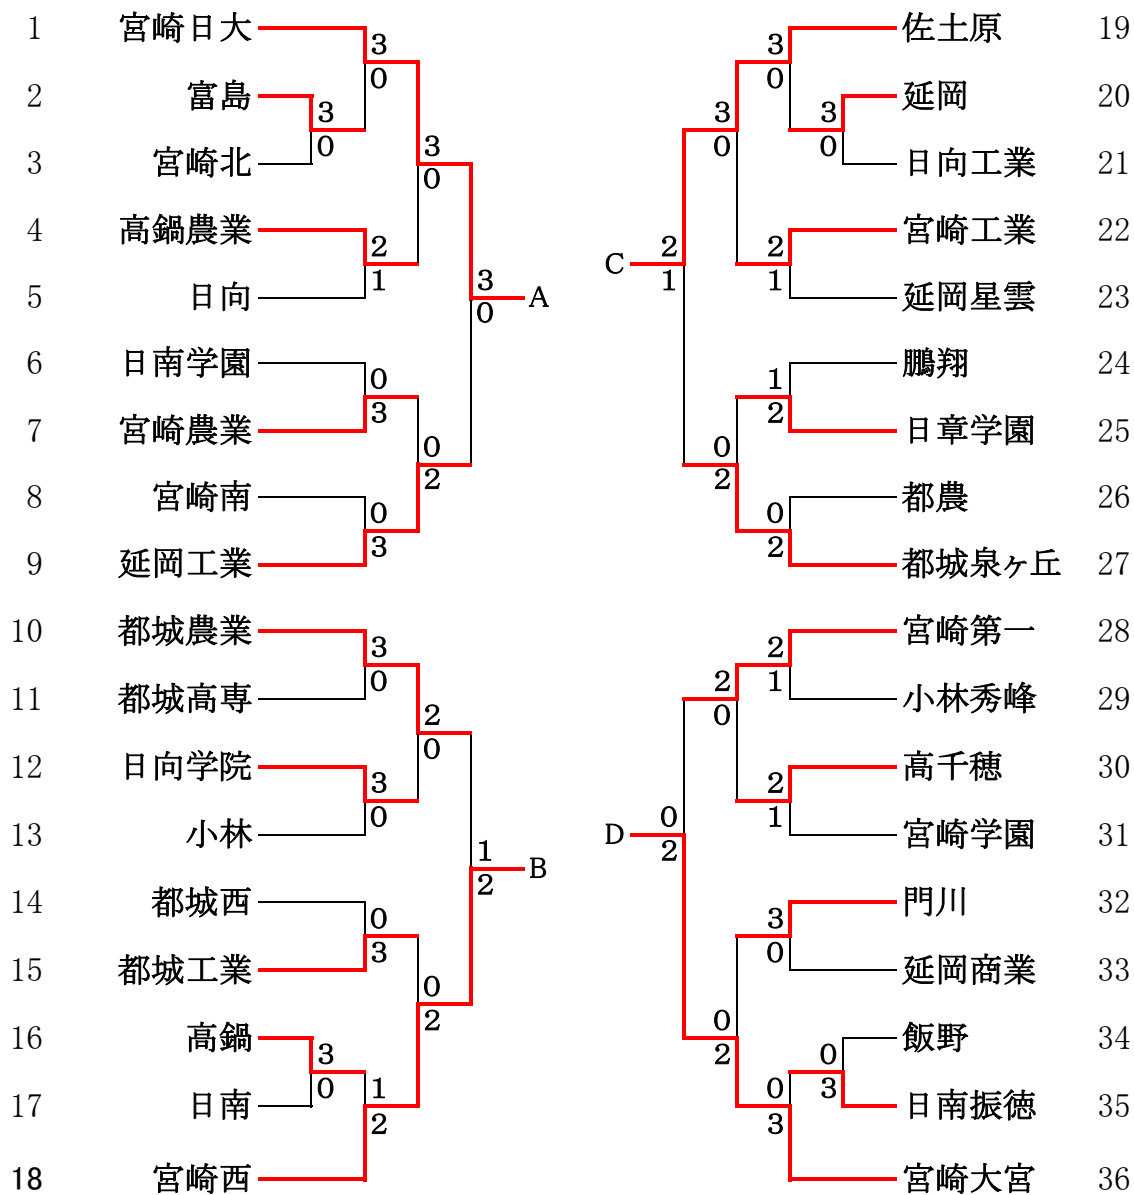 1 宮崎日大
3
0
2 富島
3
0
3 宮崎北
3
0
4 高鍋農業
2
1
5 日向
3
0
A
6 日南学園
0
3
7 宮崎農業
0
2
8 宮崎南
0
3
9 延岡工業
10 都城農業
3
0
11 都城高専
2
0
12 日向学院
3
0
13 小林
1
2
B
14 都城西
0
3
15 都城工業
0
2
16 高鍋
3
0
17 日南
1
2
18 宮崎西
佐土原 19
3
0
延岡 20
3
0
日向工業 21
3
0
宮崎工業 22
2
1
延岡星雲 23
C
2
1
鵬翔 24
1
2
日章学園 25
0
2
都農 26
0
2
都城泉ヶ丘 27
宮崎第一 28
2
1
小林秀峰 29
2
0
高千穂 30
2
1
宮崎学園 31
D
0
2
門川 32
3
0
延岡商業 33
0
2
飯野 34
0
3
日南振徳 35
0
3
宮崎大宮 36